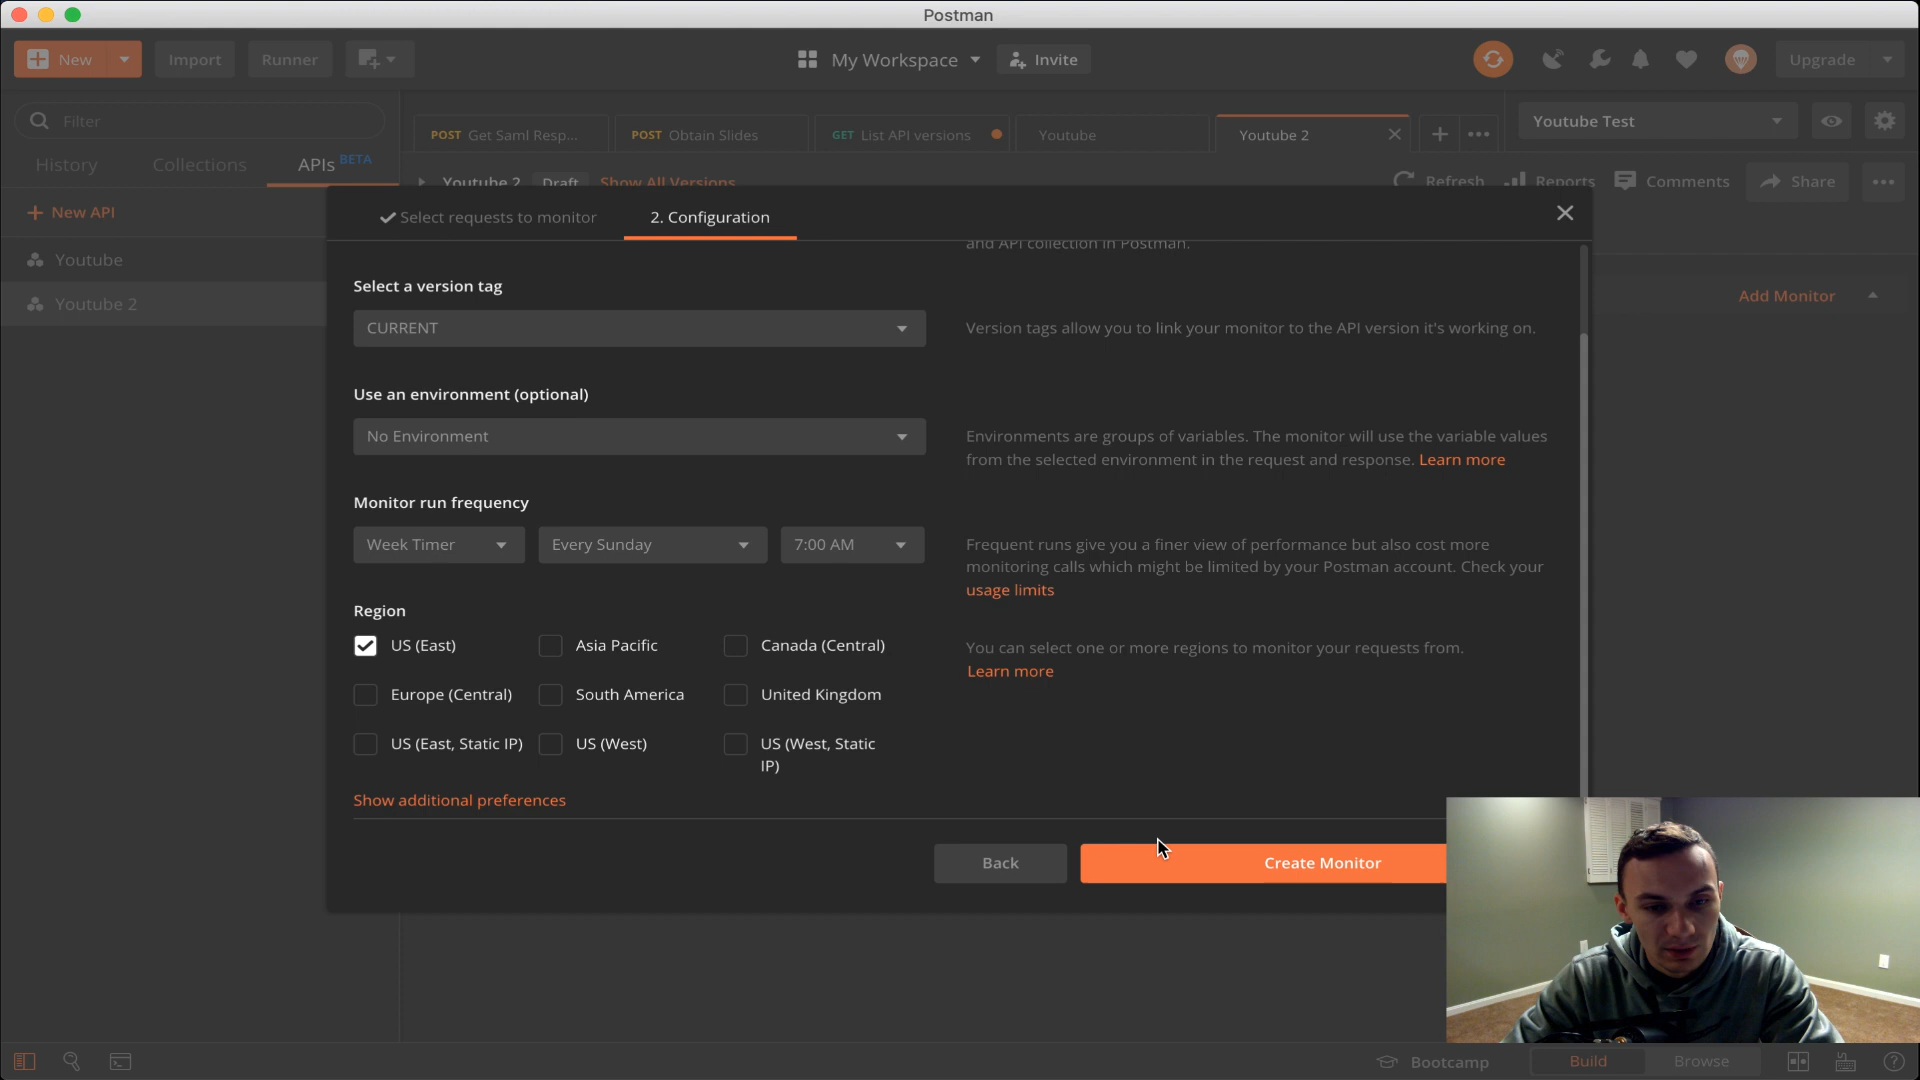 Postman
New
Import
Runner
My Workspace
Invite
Upgrade
Filter
History
Collections
APIs BETA
POST Get Saml Resp...
POST Obtain Slides
GET List API versions
Youtube
Youtube 2
Youtube Test
Youtube 2
Draft
Show All Versions
Refresh
Reports
Comments
Share
New API
Youtube
Youtube 2
Add Monitor
Select requests to monitor
2. Configuration
and API collection in Postman.
Select a version tag
CURRENT
Version tags allow you to link your monitor to the API version it's working on.
Use an environment (optional)
No Environment
Environments are groups of variables. The monitor will use the variable values
from the selected environment in the request and response. Learn more
Monitor run frequency
Week Timer
Every Sunday
7:00 AM
Frequent runs give you a finer view of performance but also cost more
monitoring calls which might be limited by your Postman account. Check your
usage limits
Region
US (East)
Asia Pacific
Canada (Central)
You can select one or more regions to monitor your requests from.
Learn more
Europe (Central)
South America
United Kingdom
US (East, Static IP)
US (West)
US (West, Static
IP)
Show additional preferences
Back
Create Monitor
Bootcamp
Build
Browse